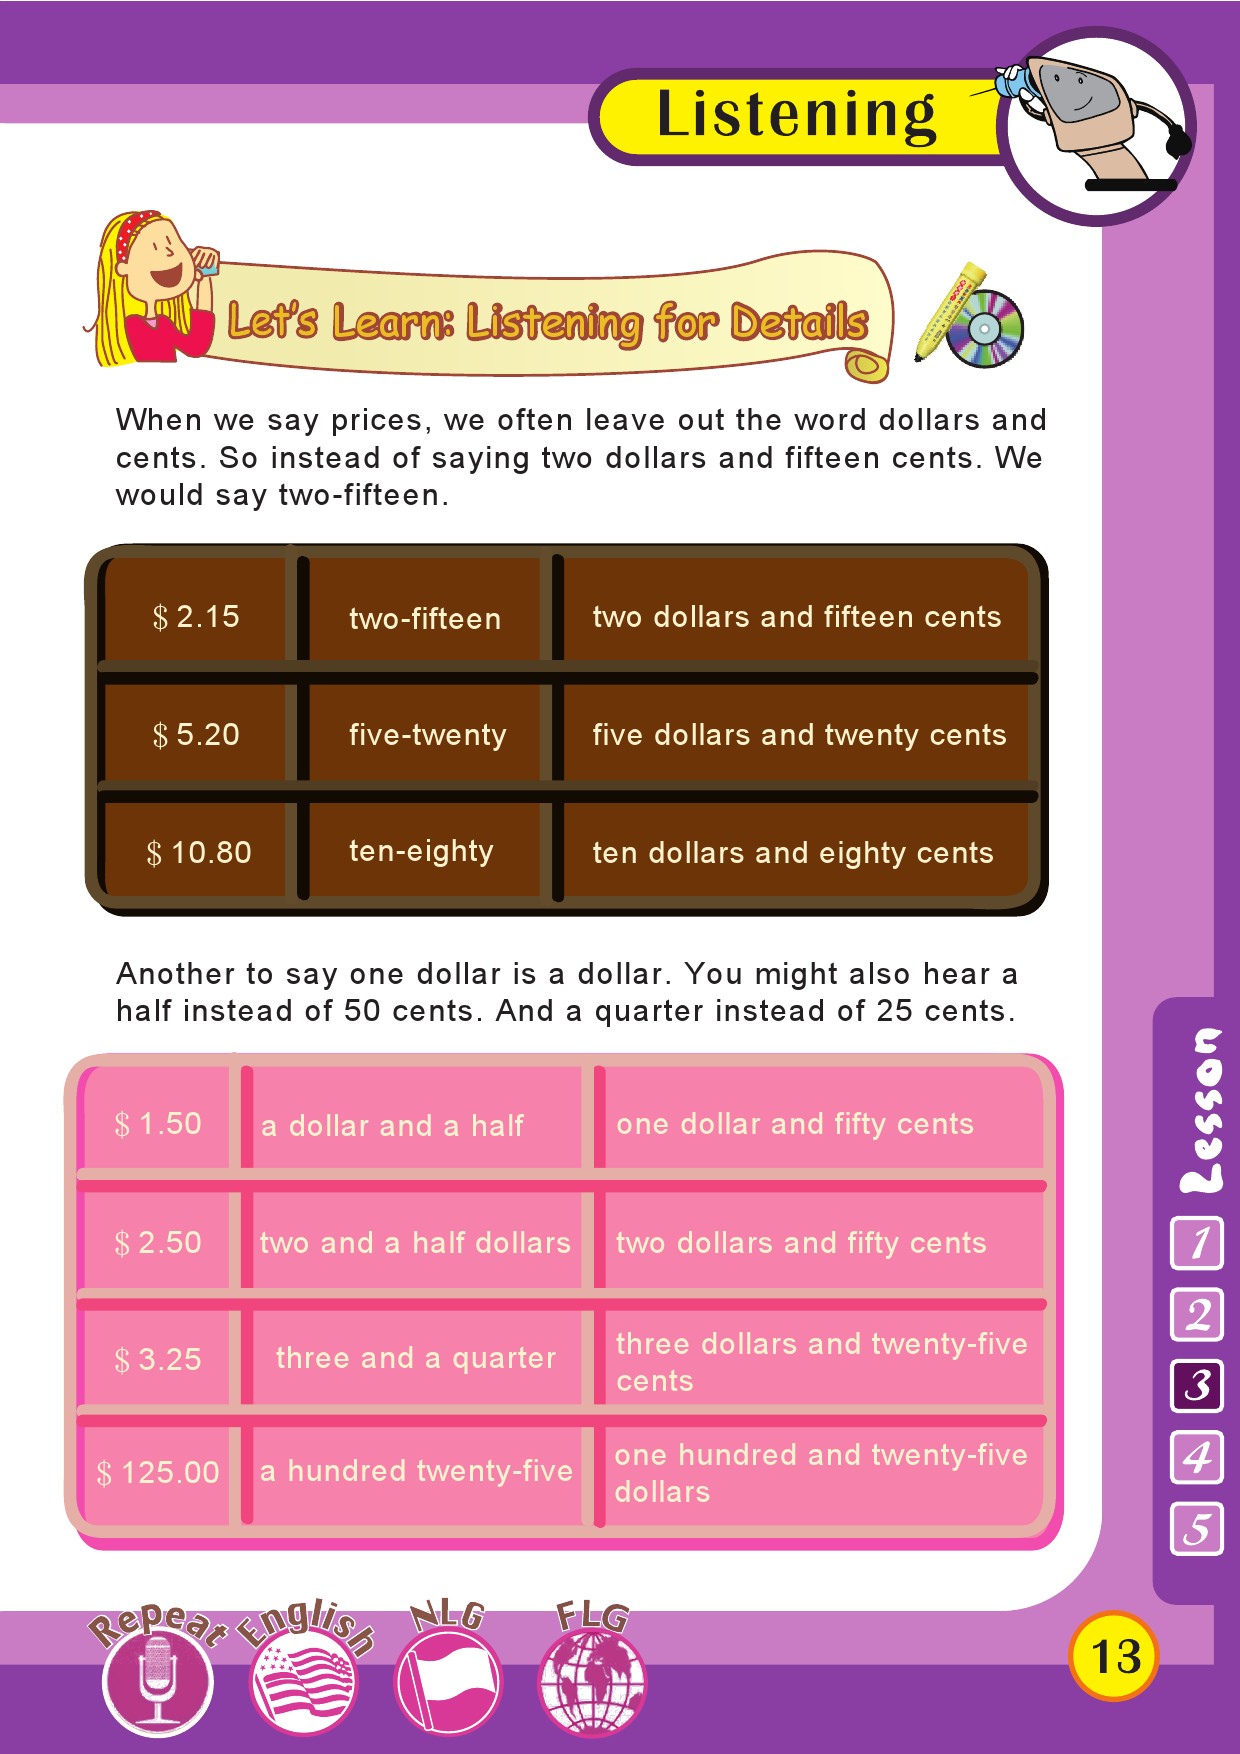 Listening
Let's Learn: Listening for Details
When we say prices, we often leave out the word dollars and
cents. So instead of saying two dollars and fifteen cents. We
would say two-fifteen.
$ 2.15 two-fifteen two dollars and fifteen cents
$ 5.20 five-twenty five dollars and twenty cents
$ 10.80 ten-eighty ten dollars and eighty cents
Another to say one dollar is a dollar. You might also hear a
half instead of 50 cents. And a quarter instead of 25 cents.
$ 1.50 a dollar and a half one dollar and fifty cents
$ 2.50 two and a half dollars two dollars and fifty cents
$ 3.25 three and a quarter three dollars and twenty-five
cents
$ 125.00 a hundred twenty-five one hundred and twenty-five
dollars
Lesson
1
2
3
4
5
Repeat English NLG FLG
13